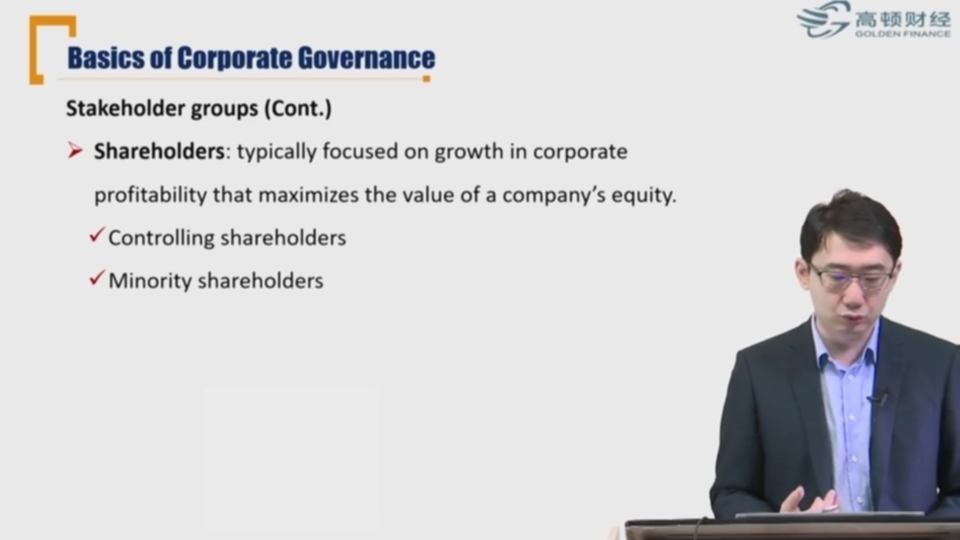 高顿财经
GOLDEN FINANCE
Basics of Corporate Governance
Stakeholder groups (Cont.)
Shareholders: typically focused on growth in corporate
profitability that maximizes the value of a company's equity.
Controlling shareholders
Minority shareholders